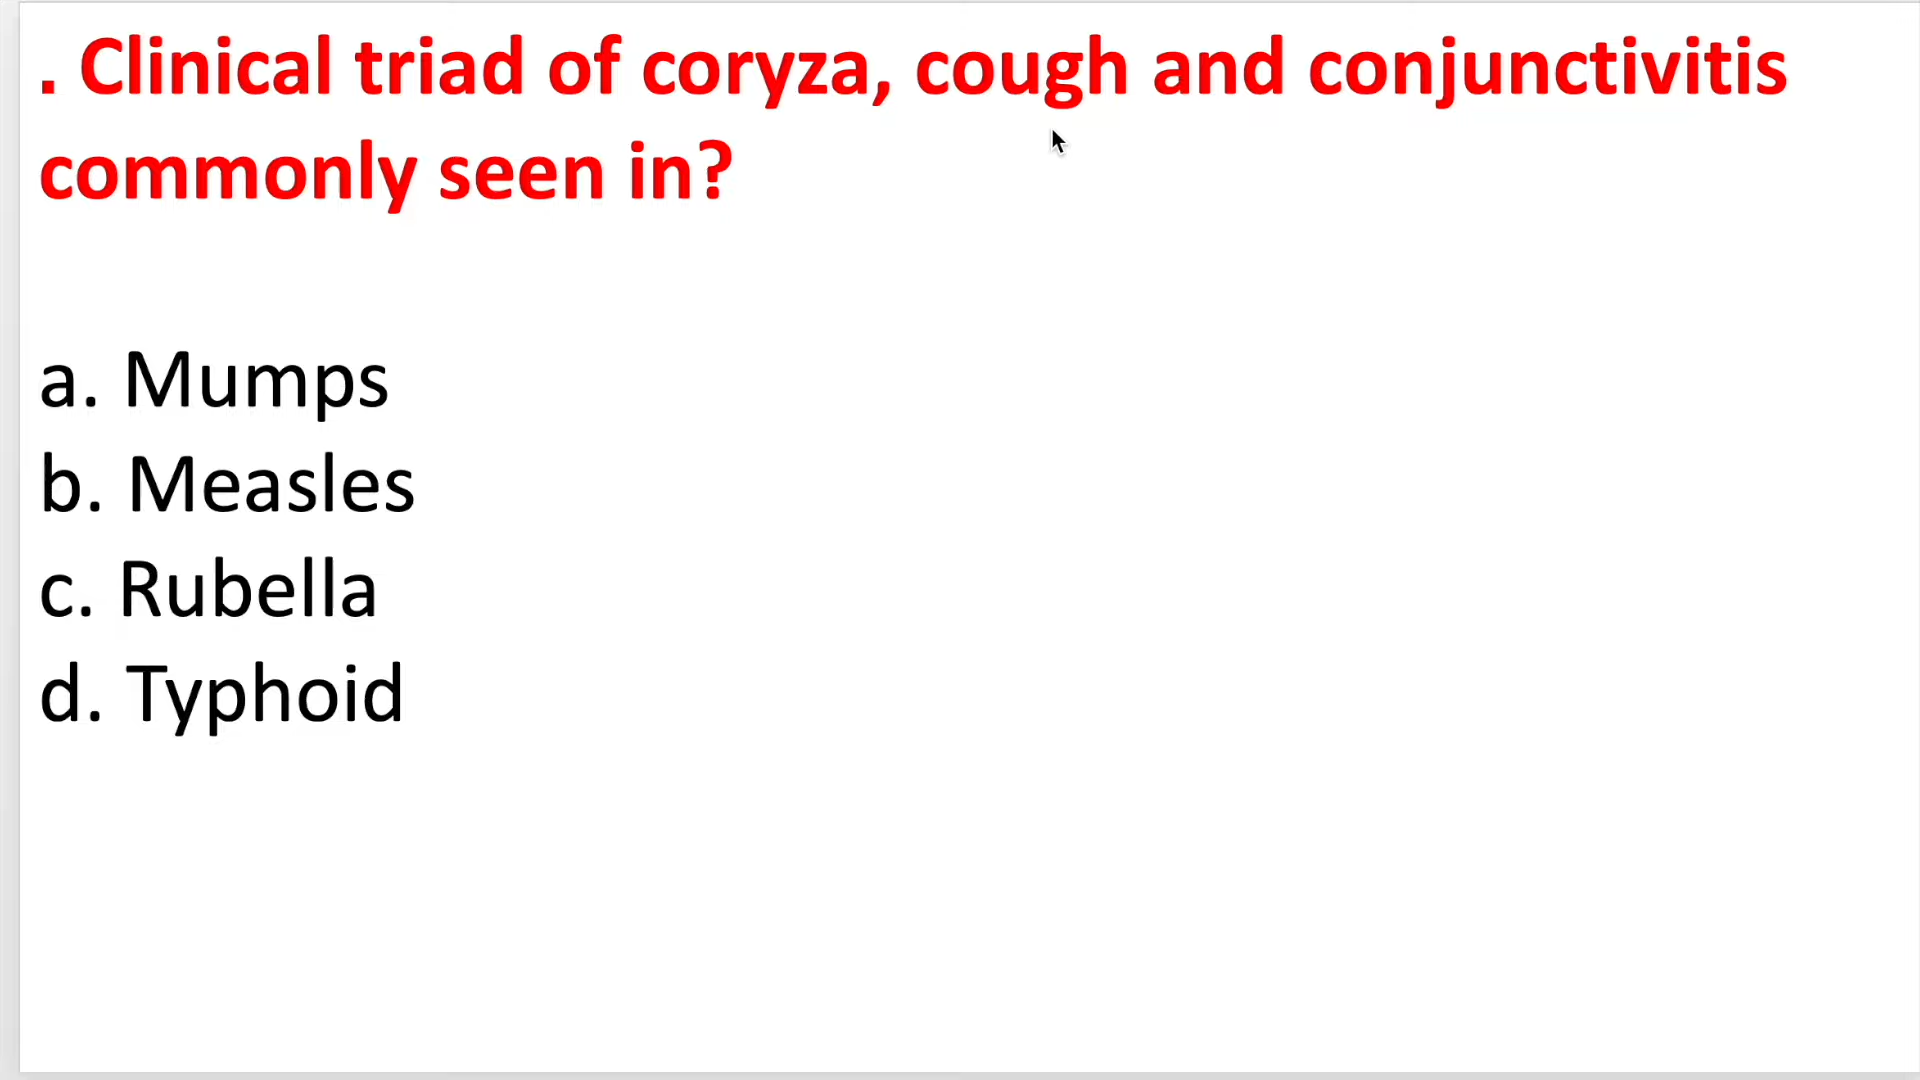 . Clinical triad of coryza, cough and conjunctivitis
commonly seen in?
a. Mumps
b. Measles
c. Rubella
d. Typhoid